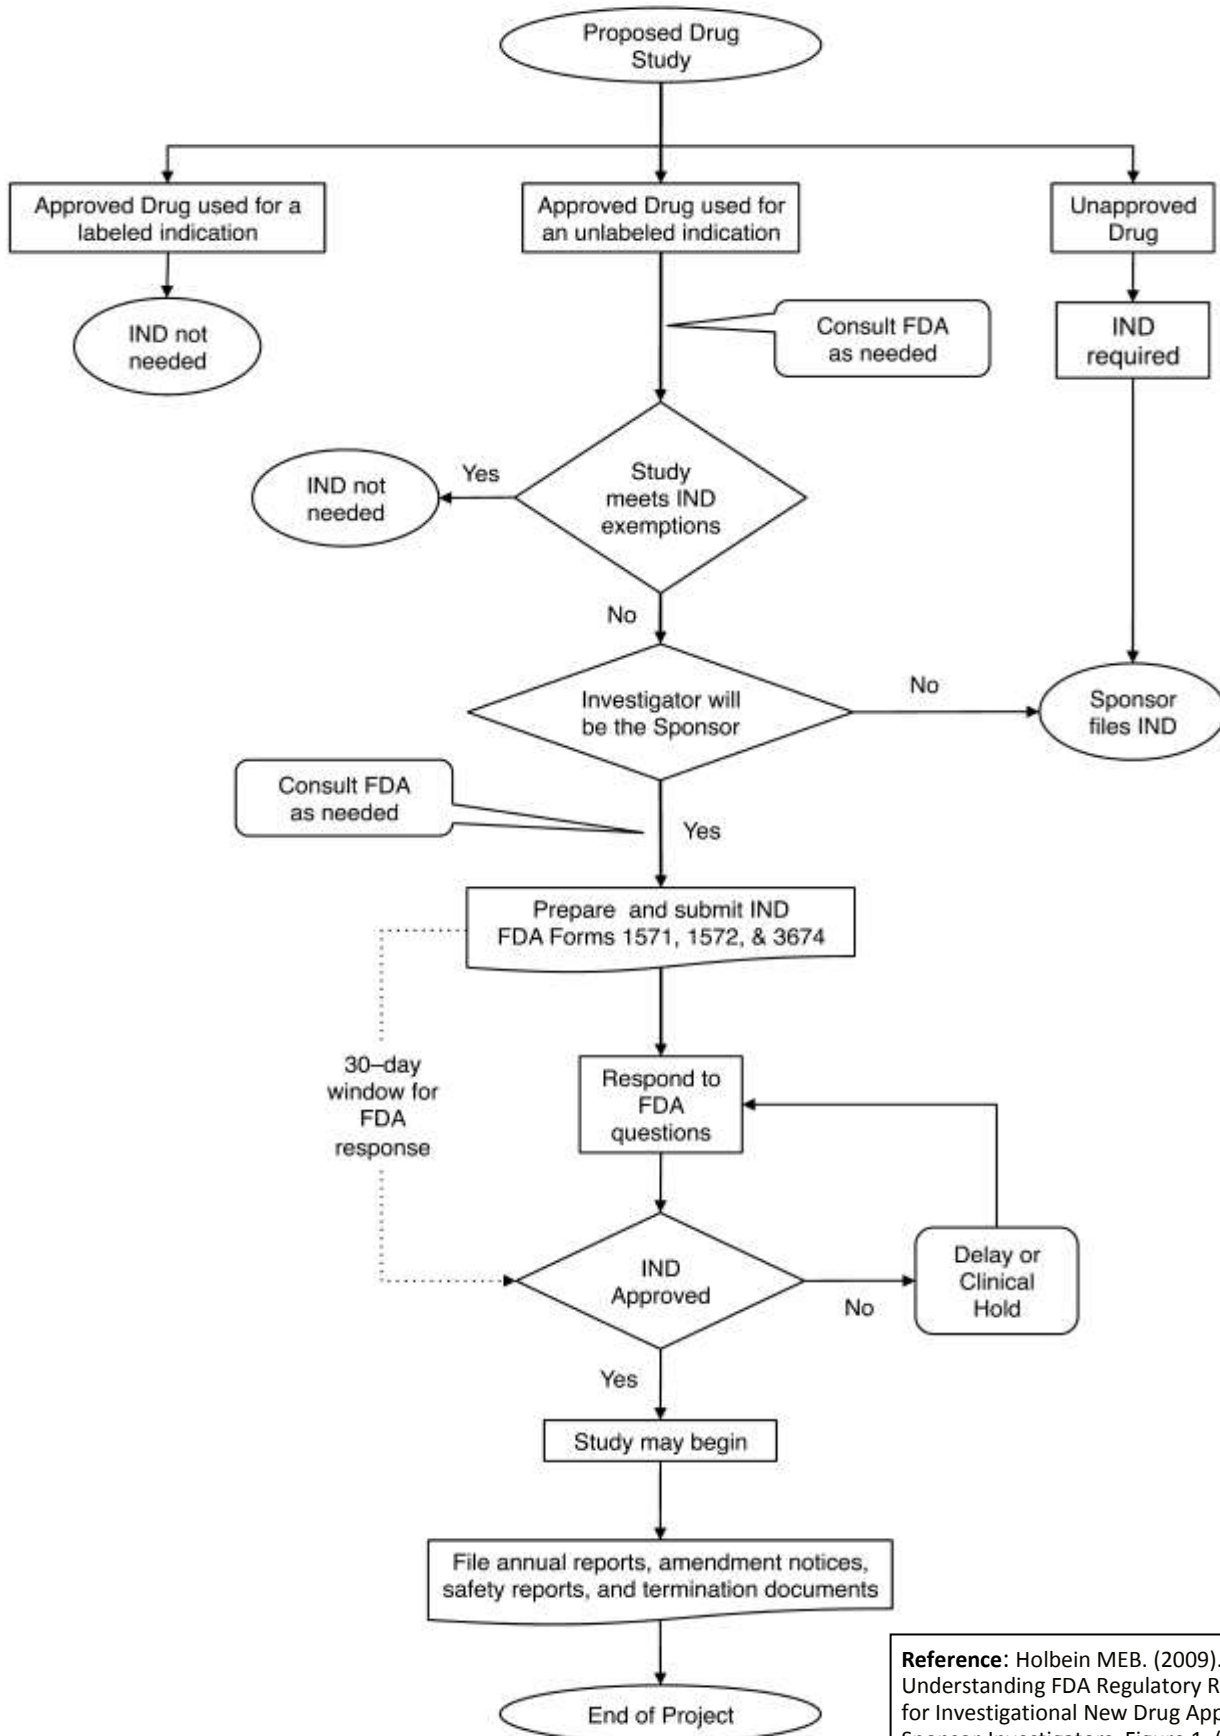 Proposed Drug
Study
Approved Drug used for a
labeled indication
Approved Drug used for
an unlabeled indication
Unapproved
Drug
IND not
needed
Consult FDA
as needed
IND
required
Study
meets IND
exemptions
Yes
IND not
needed
No
Investigator will
be the Sponsor
No
Sponsor
files IND
Consult FDA
as needed
Yes
Prepare and submit IND
FDA Forms 1571, 1572, & 3674
30–day
window for
FDA
response
Respond to
FDA
questions
IND
Approved
No
Delay or
Clinical
Hold
Yes
Study may begin
File annual reports, amendment notices,
safety reports, and termination documents
End of Project
Reference: Holbein MEB. (2009).
Understanding FDA Regulatory R
for Investigational New Drug App